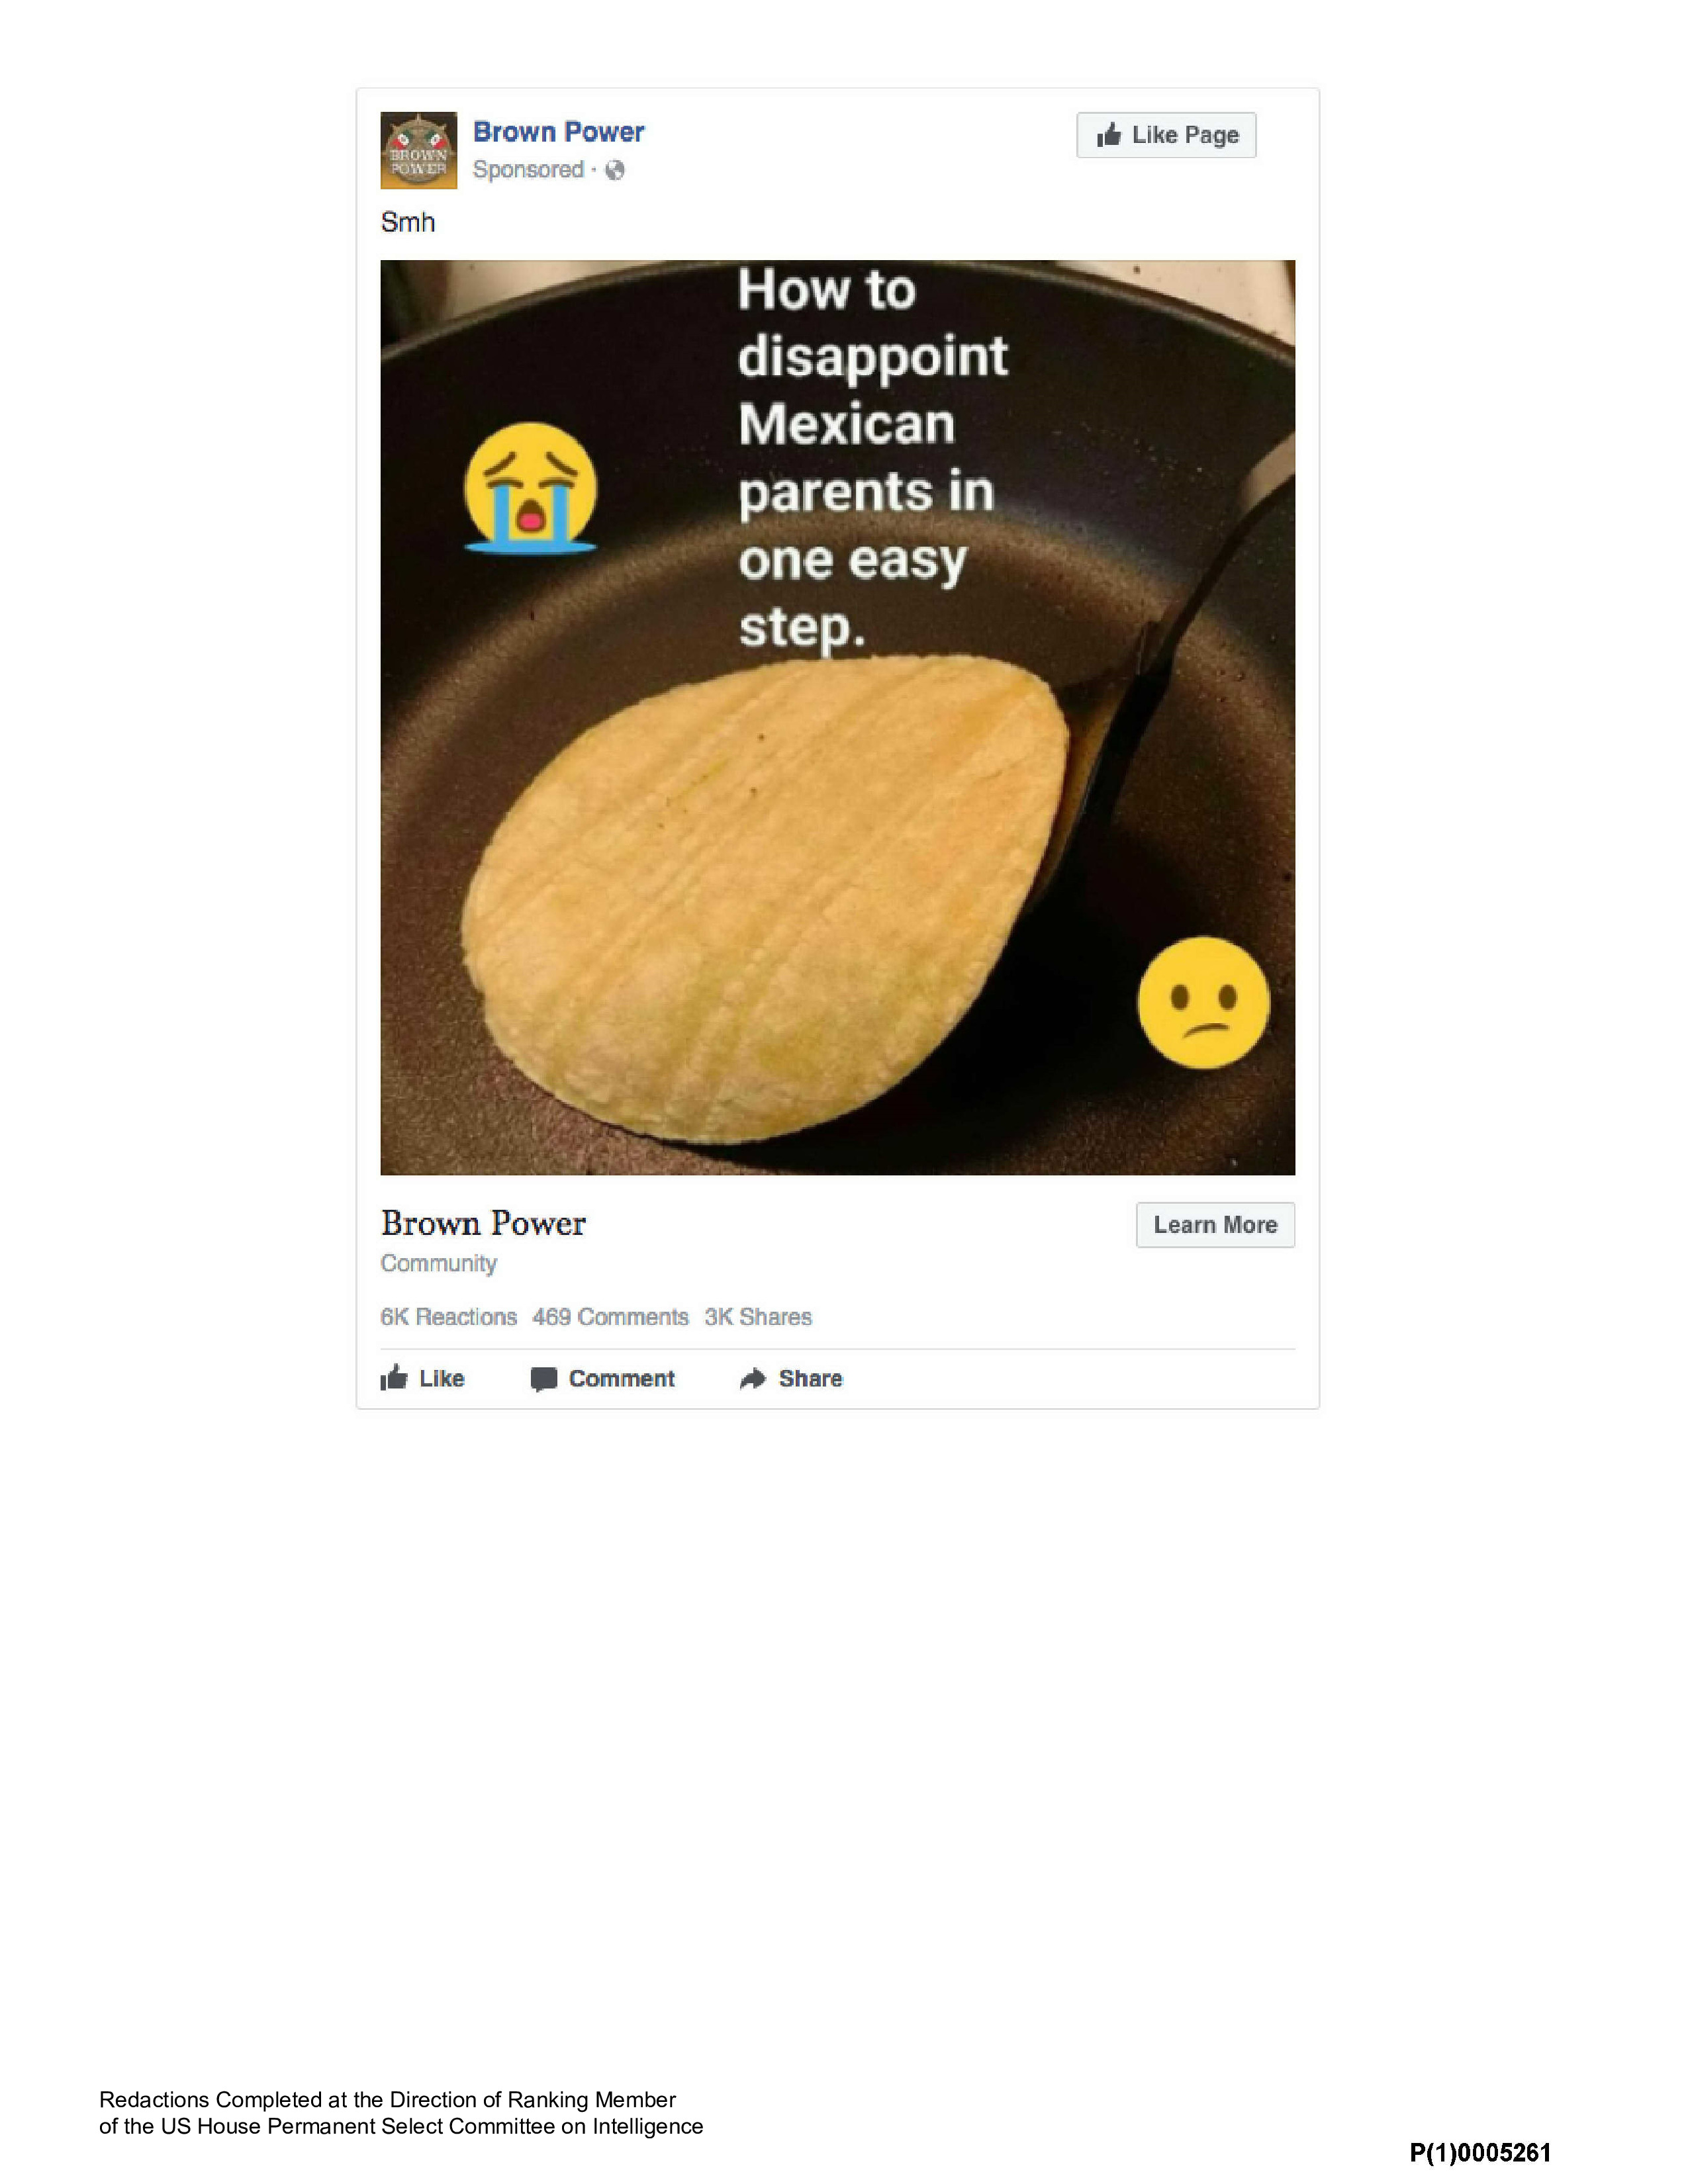 Brown Power
Like Page
Sponsored ·
BROWN
POWER
Smh
How to
disappoint
Mexican
parents in
one easy
step.
Brown Power
Learn More
Community
6K Reactions 469 Comments 3K Shares
Like Comment Share
Redactions Completed at the Direction of Ranking Member
of the US House Permanent Select Committee on Intelligence
P(1)0005261